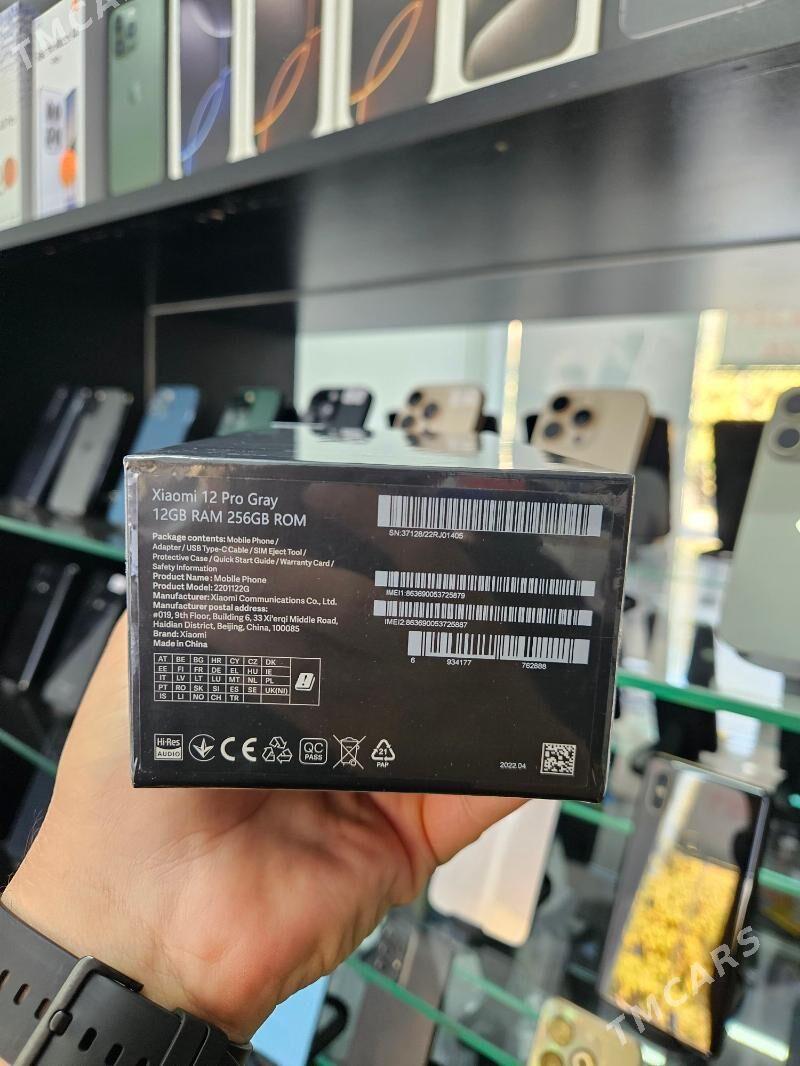 TMCARS
Xiaomi 12 Pro Gray
12GB RAM 256GB ROM
Package contents: Mobile Phone /
Adapter / USB Type-C Cable / SIM Eject Tool /
Protective Case / Quick Start Guide / Warranty Card /
Safety Information
Product Name : Mobile Phone
Product Model: 2201122G
Manufacturer: Xiaomi Communications Co., Ltd.
Manufacturer postal address:
#019, 9th Floor, Building 6, 33 Xi'erqi Middle Road,
Haidian District, Beijing, China, 100085
Brand: Xiaomi
Made in China
AT BE BG HR CY CZ DK
EE FI FR DE EL HU IE
IT LV LT LU MT NL PL
PT RO SK SI ES SE UK(NI)
IS LI NO CH TR
SN:37128/22RJ01405
IMEI1:863690053725879
IMEI2:863690053725887
6 934177 762888
Hi-Res
AUDIO
CE
QC
PASS
21
PAP
2022.04
TMCARS